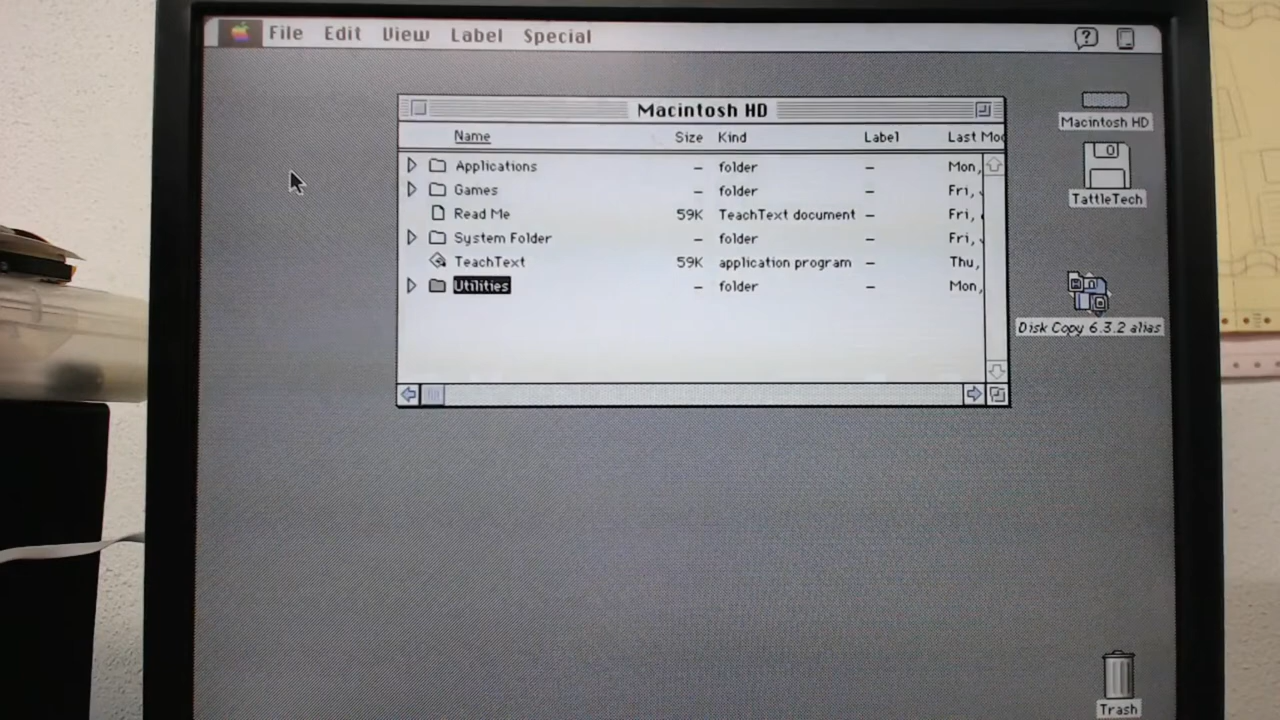 File Edit View Label Special
Macintosh HD
Name Size Kind Label Last Mod
Applications – folder – Mon,
Games – folder – Fri,
Read Me 59K TeachText document –  Fri,
System Folder – folder – Fri,
TeachText 59K application program – Thu,
Utilities – folder – Mon,
Macintosh HD
TattleTech
Disk Copy 6.3.2 alias
Trash